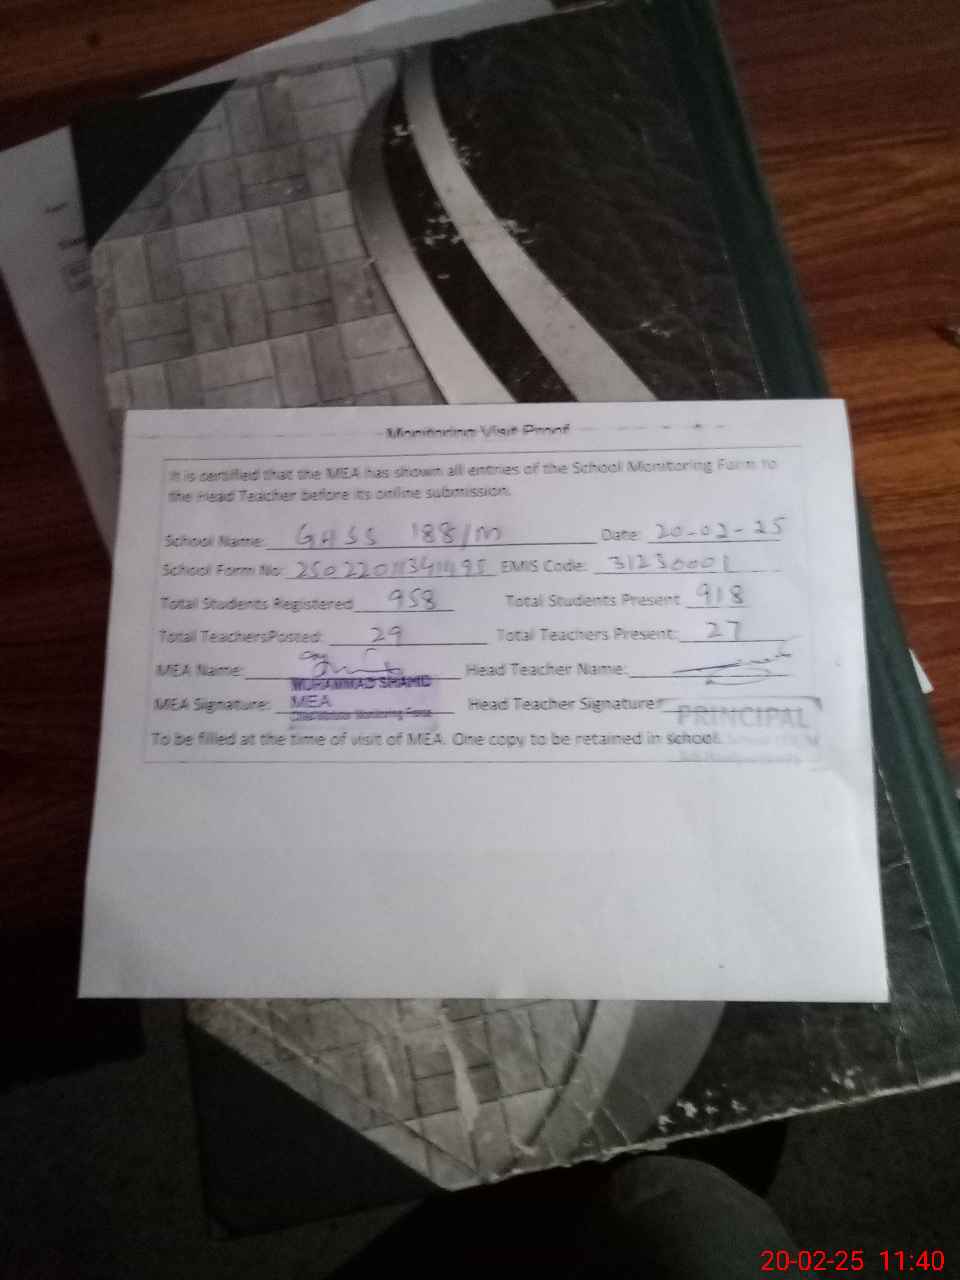 Monitoring Visit Proof
It is certified that the MEA has shown all entries of the School Monitoring Form to
the Head Teacher before its online submission.
School Name: GHSS 188/M Date: 20-02-25
School Form No: EMIS Code: 31230001
Total Students Registered 958 Total Students Present 918
Total TeachersPosted: 29 Total Teachers Present: 27
MEA Name: Head Teacher Name:
MUHAMMAD SHAHID
MEA Signature: MEA Head Teacher Signature:
Chief Minister Monitoring Force
PRINCIPAL
To be filled at the time of visit of MEA. One copy to be retained in school.
20-02-25 11:40